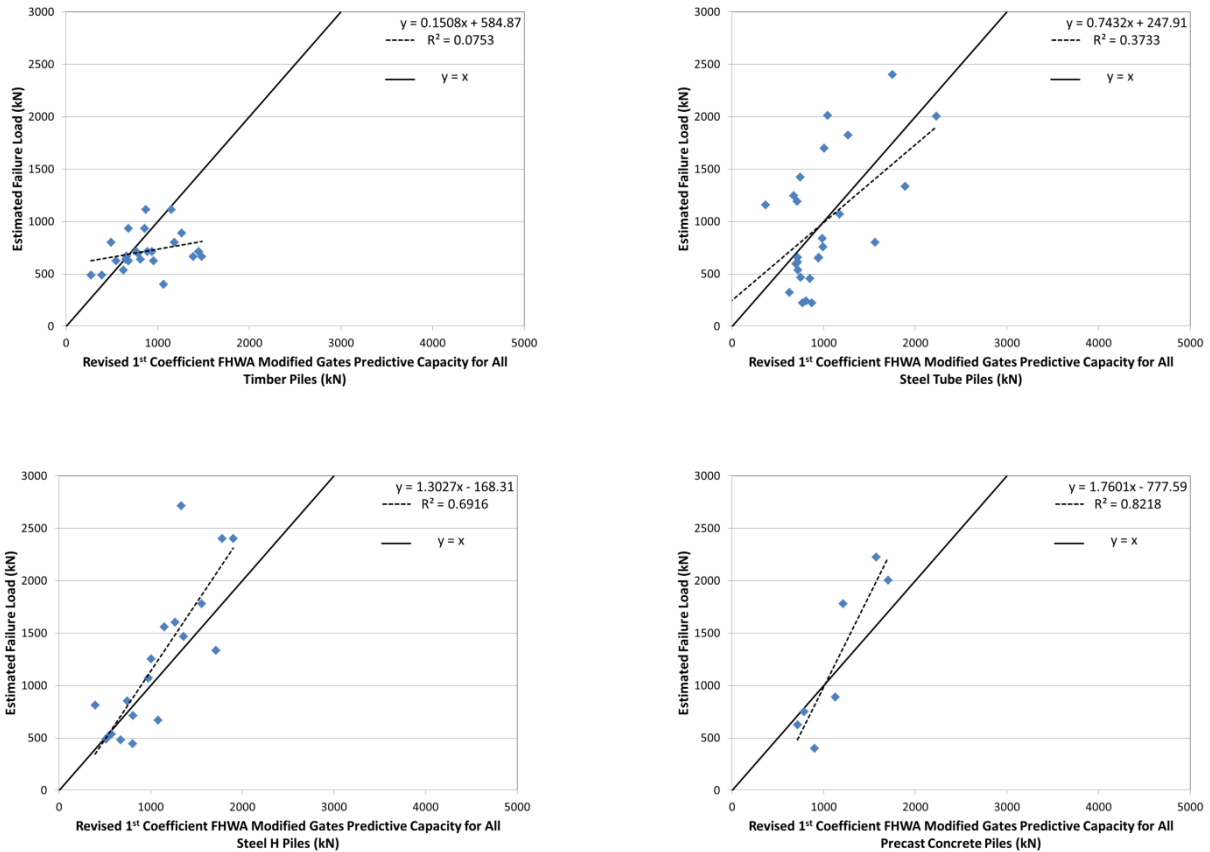 3000
2500
2000
1500
1000
500
0
Estimated Failure Load (kN)
y = 0.1508x + 584.87
R² = 0.0753
y = x
0 1000 2000 3000 4000 5000
Revised 1st Coefficient FHWA Modified Gates Predictive Capacity for All
Timber Piles (kN)
3000
2500
2000
1500
1000
500
0
Estimated Failure Load (kN)
y = 0.7432x + 247.91
R² = 0.3733
y = x
0 1000 2000 3000 4000 5000
Revised 1st Coefficient FHWA Modified Gates Predictive Capacity for All
Steel Tube Piles (kN)
3000
2500
2000
1500
1000
500
0
Estimated Failure Load (kN)
y = 1.3027x - 168.31
R² = 0.6916
y = x
0 1000 2000 3000 4000 5000
Revised 1st Coefficient FHWA Modified Gates Predictive Capacity for All
Steel H Piles (kN)
3000
2500
2000
1500
1000
500
0
Estimated Failure Load (kN)
y = 1.7601x - 777.59
R² = 0.8218
y = x
0 1000 2000 3000 4000 5000
Revised 1st Coefficient FHWA Modified Gates Predictive Capacity for All
Precast Concrete Piles (kN)